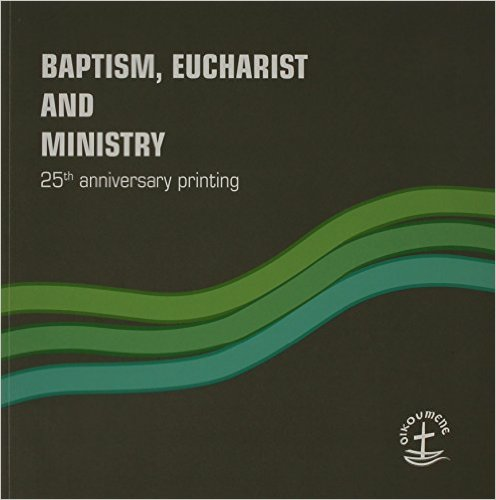 BAPTISM, EUCHARIST
AND
MINISTRY
25th anniversary printing
OIKOUMENE